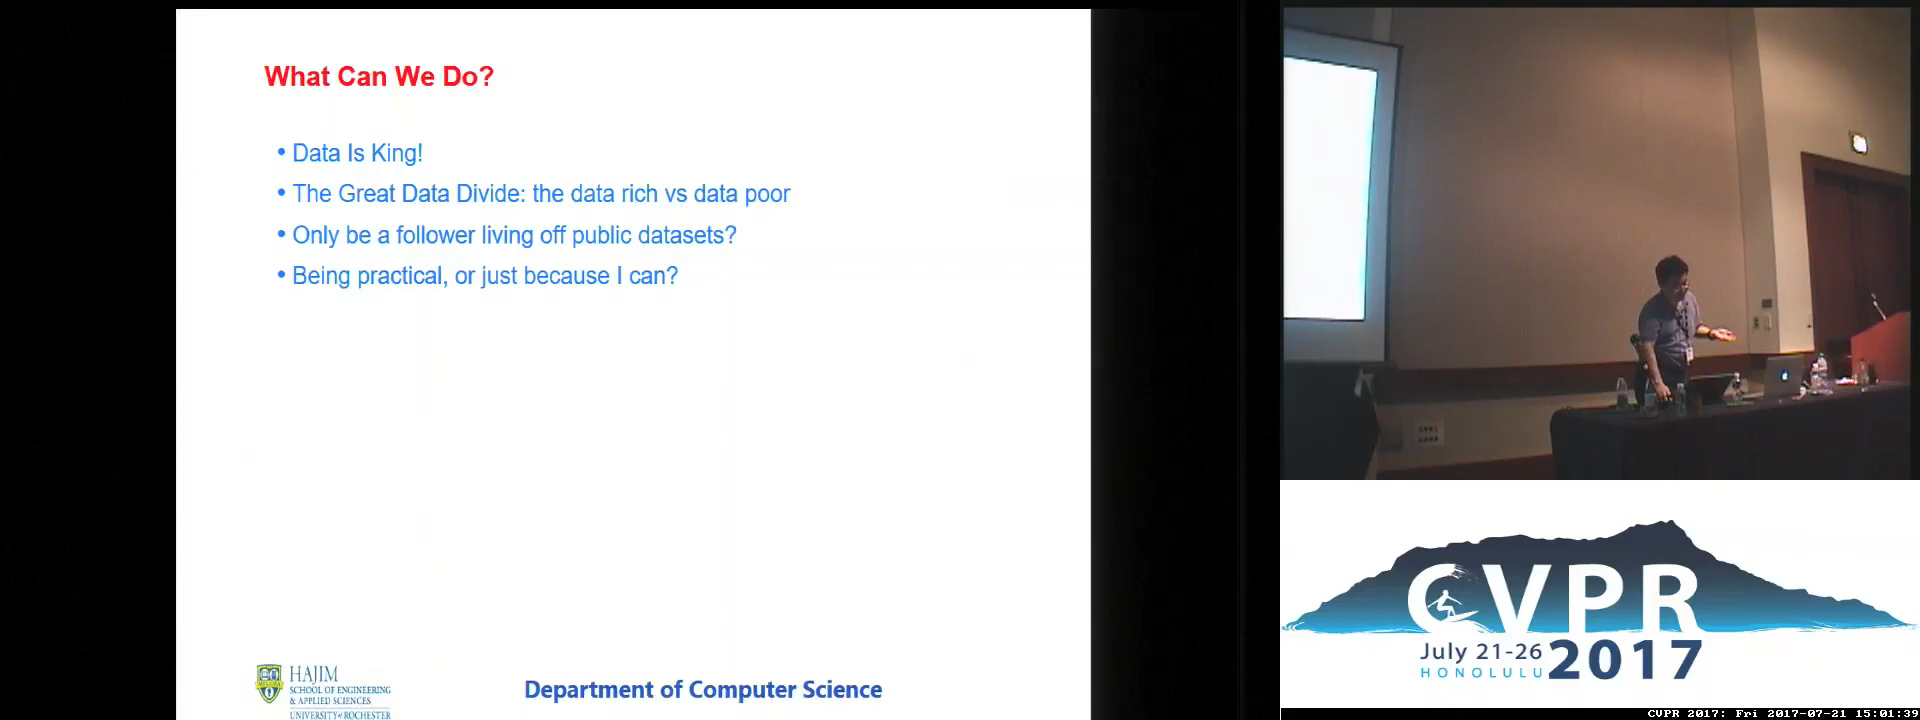 What Can We Do?
• Data Is King!
• The Great Data Divide: the data rich vs data poor
• Only be a follower living off public datasets?
• Being practical, or just because I can?
HAJIM
SCHOOL OF ENGINEERING
& APPLIED SCIENCES
UNIVERSITY of ROCHESTER
Department of Computer Science
CVPR
July 21-26
HONOLULU
2017
CVPR 2017: Fri 2017-07-21 15:01:39